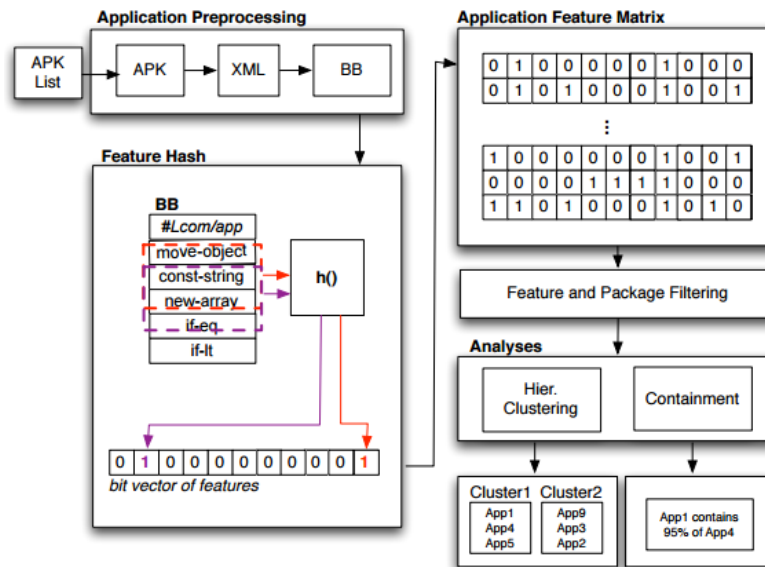 Application Preprocessing
APK
List
APK
XML
BB
Feature Hash
BB
#Lcom/app
move-object
const-string
new-array
if-eq
if-lt
h()
0 1 0 0 0 0 0 0 0 1
bit vector of features
Application Feature Matrix
0 1 0 0 0 0 0 1 0 0 0
0 1 0 1 0 0 0 0 1 0 0 1
⋮
1 0 0 0 0 0 0 1 0 0 1
0 0 0 0 1 1 1 1 0 0 0
1 1 0 1 0 0 0 1 0 1 0
Feature and Package Filtering
Analyses
Hier.
Clustering
Containment
Cluster1 Cluster2
App1 App9
App4 App3
App5 App2
App1 contains
95% of App4